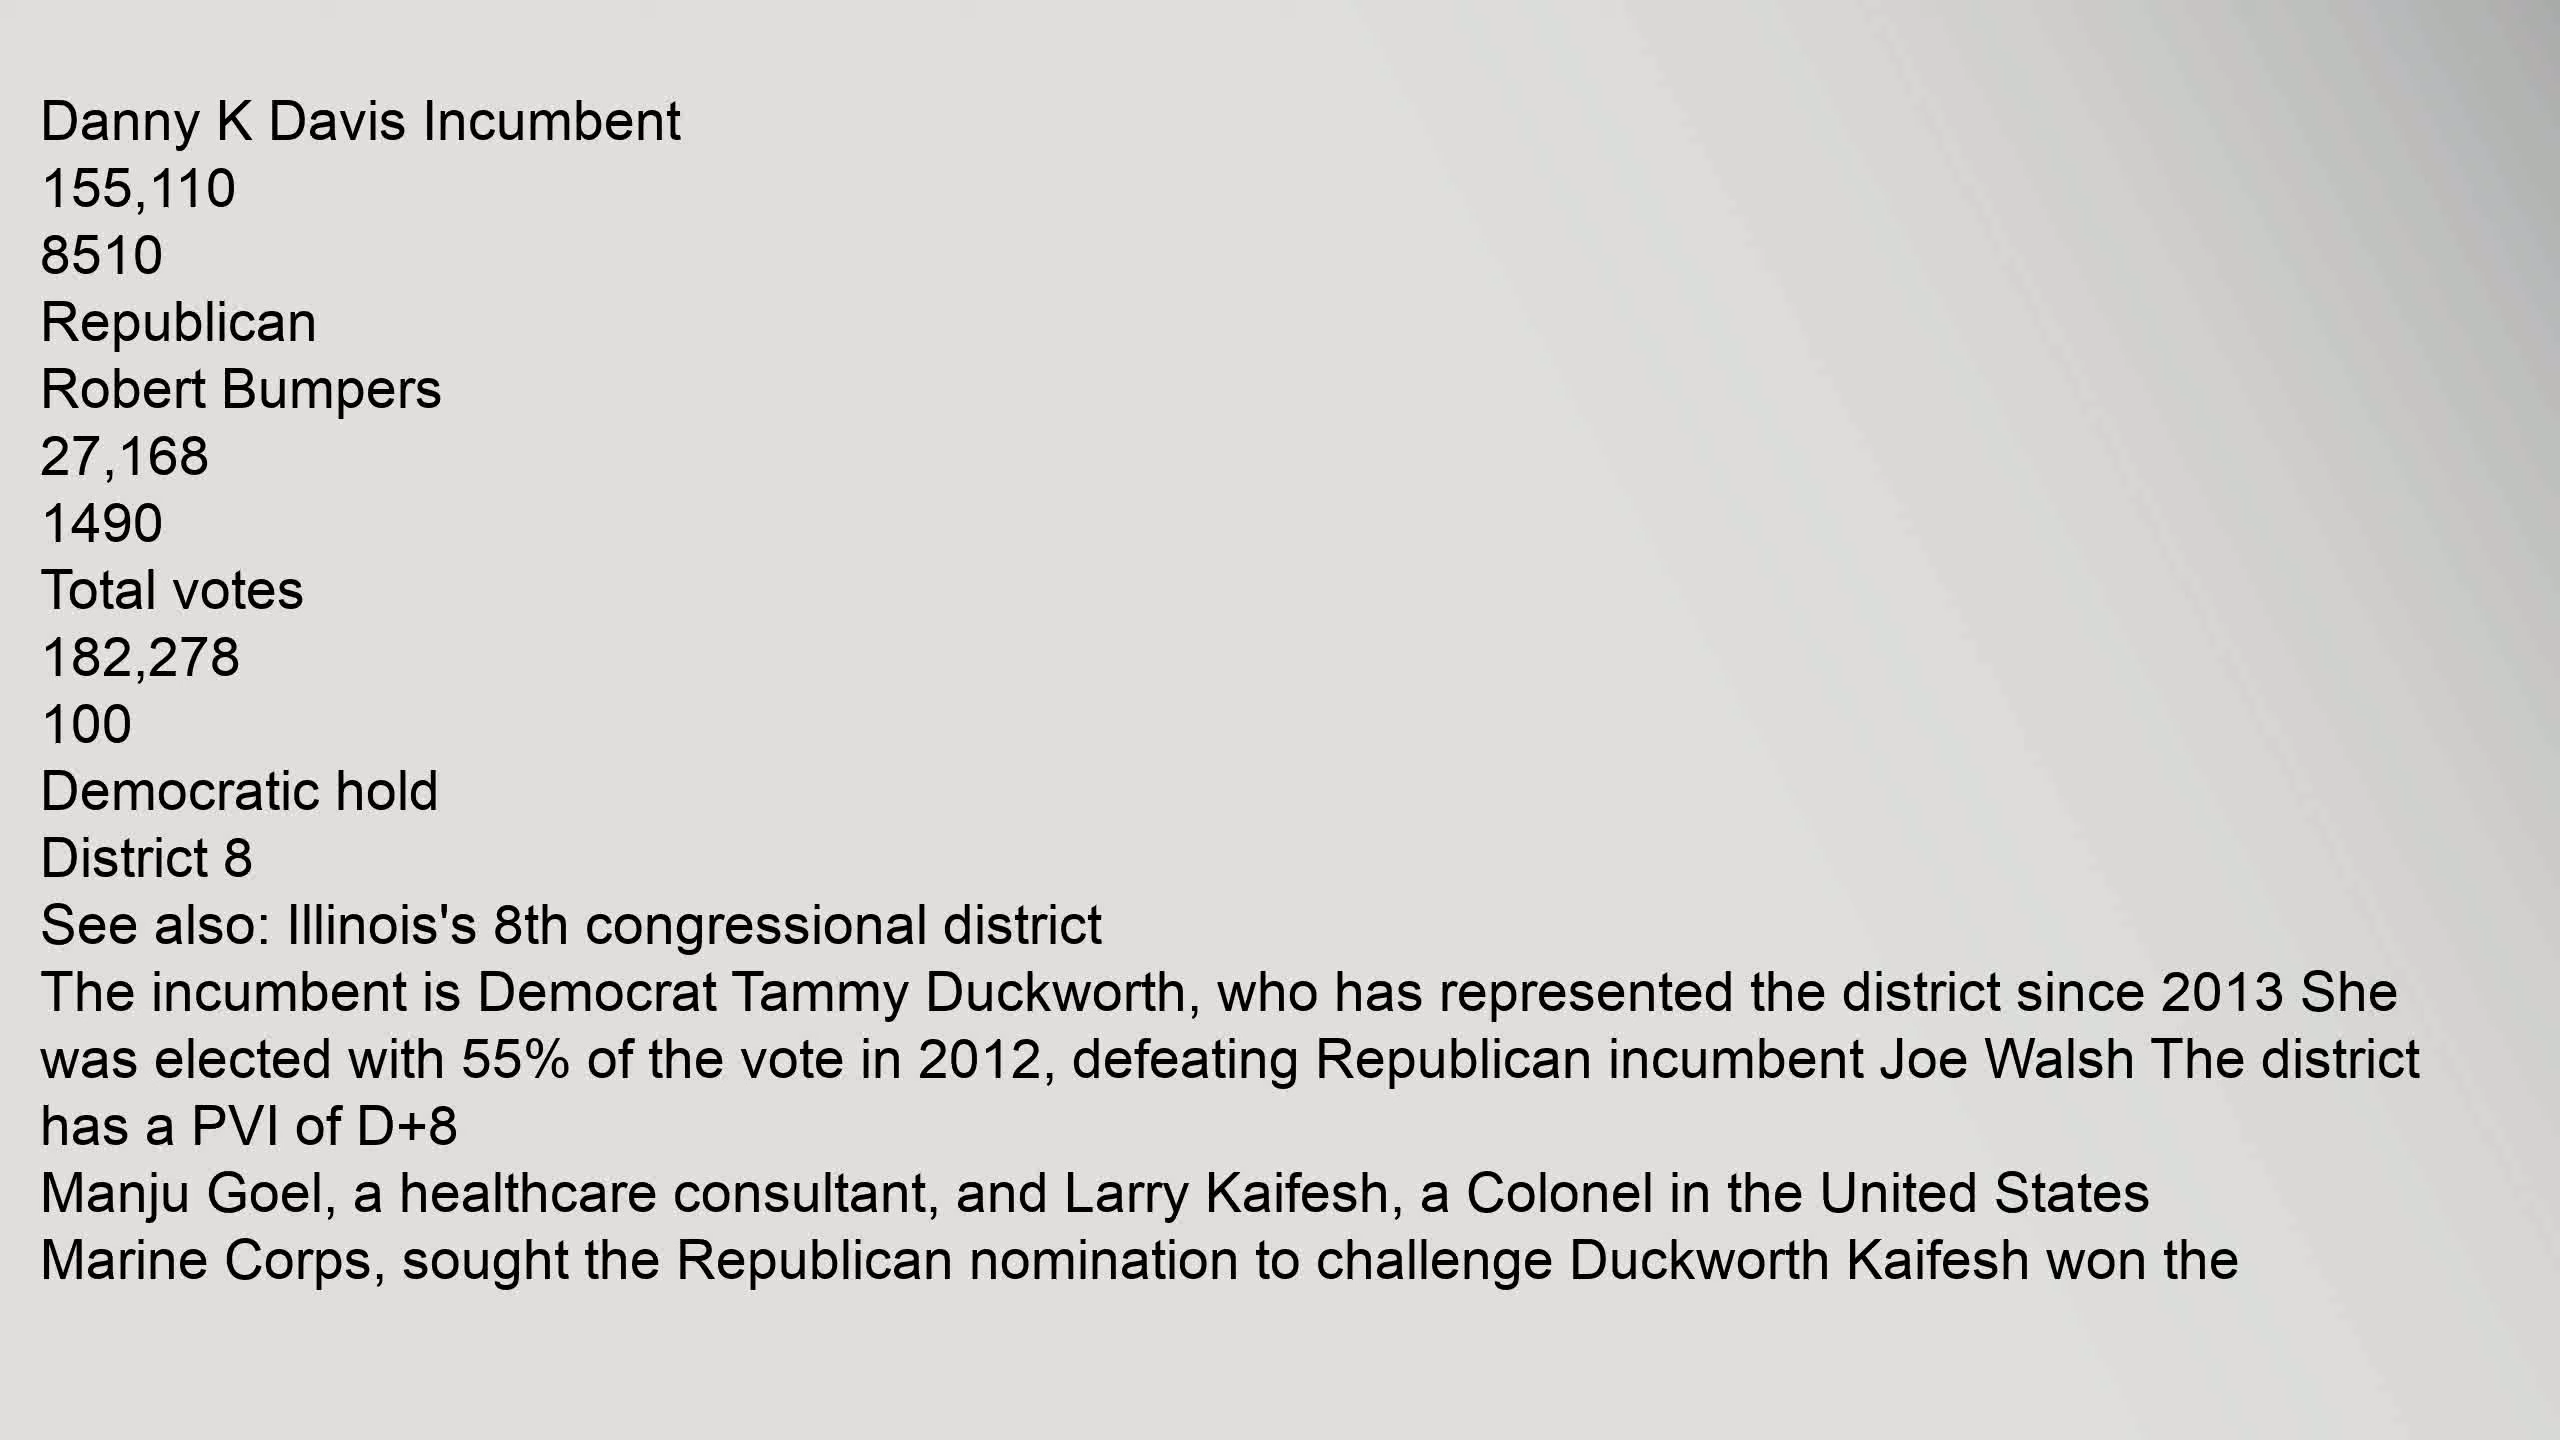 Danny K Davis Incumbent
155,110
8510
Republican
Robert Bumpers
27,168
1490
Total votes
182,278
100
Democratic hold
District 8
See also: Illinois's 8th congressional district
The incumbent is Democrat Tammy Duckworth, who has represented the district since 2013 She
was elected with 55% of the vote in 2012, defeating Republican incumbent Joe Walsh The district
has a PVI of D+8
Manju Goel, a healthcare consultant, and Larry Kaifesh, a Colonel in the United States
Marine Corps, sought the Republican nomination to challenge Duckworth Kaifesh won the